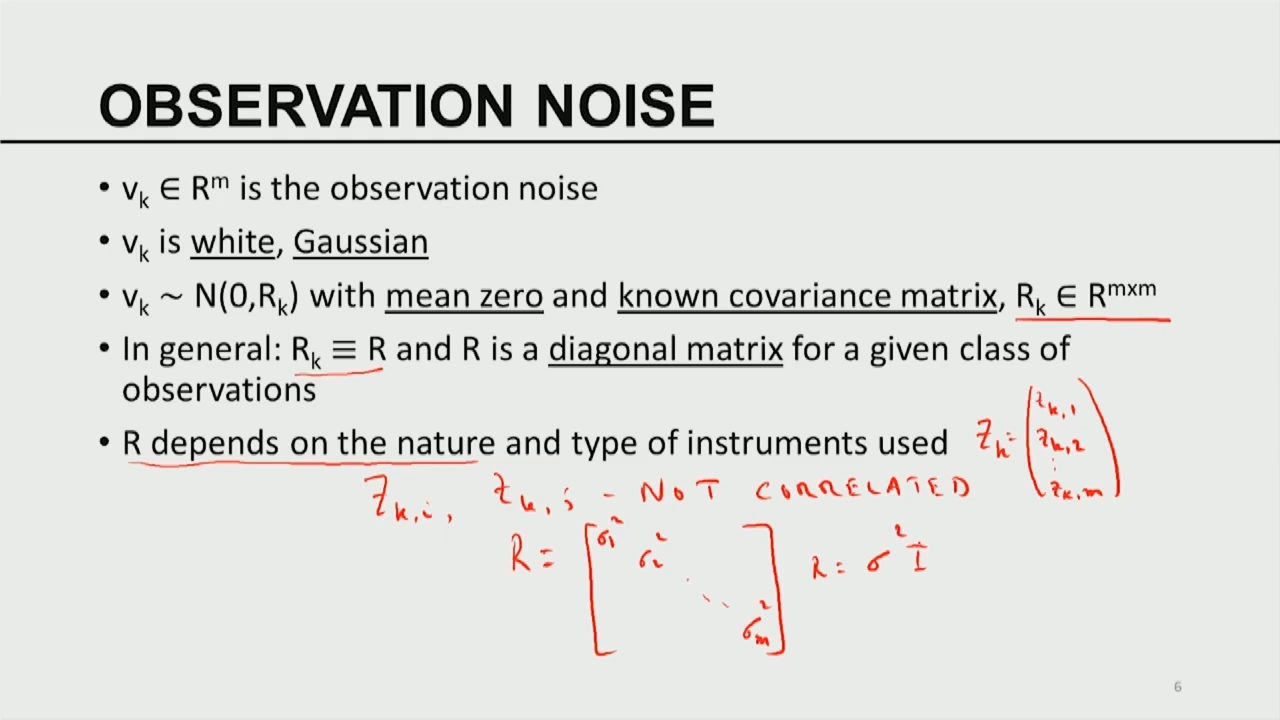 OBSERVATION NOISE
• vₖ ∈ Rᵐ is the observation noise
• vₖ is white, Gaussian
• vₖ ~ N(0,Rₖ) with mean zero and known covariance matrix, Rₖ ∈ Rᵐˣᵐ
• In general: Rₖ ≡ R and R is a diagonal matrix for a given class of
observations
• R depends on the nature and type of instruments used
Zₖ = (zₖ,₁
zₖ,₂
⋮
zₖ,ₘ)
Zₖ,ᵢ, Zₖ,ⱼ - NOT CORRELATED
R = [σ₁² σ₂² ⋱ σₘ²] R = σ² I
6